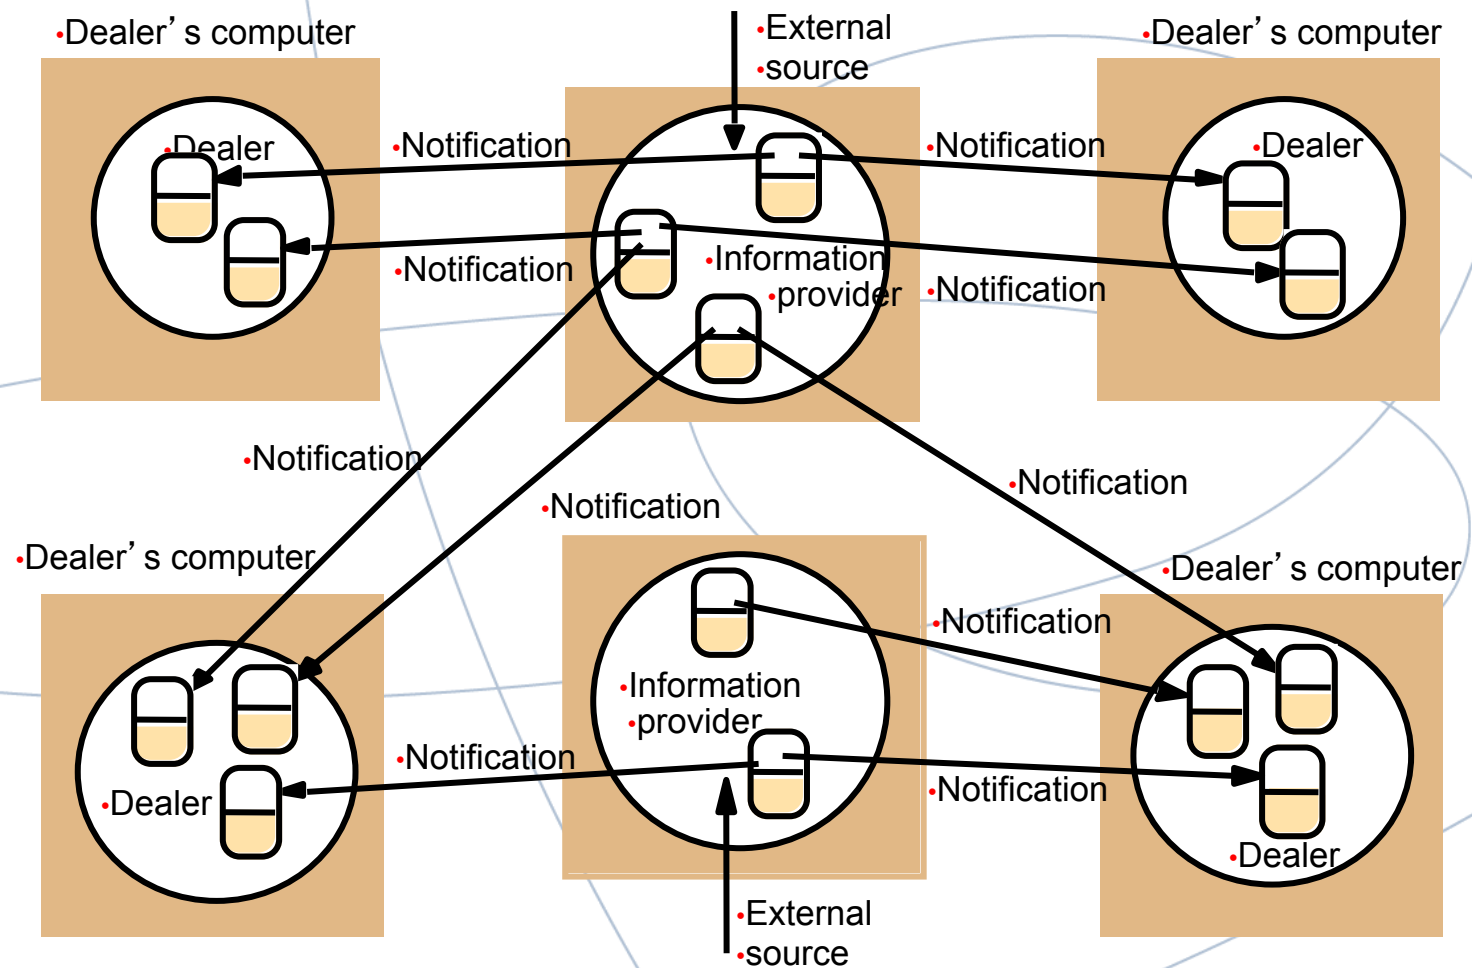 •Dealer’ s computer
•External
•source
•Dealer’ s computer
•Dealer
•Notification
•Notification
•Dealer
•Notification
•Information
•provider
•Notification
•Notification
•Notification
•Notification
•Dealer’ s computer
•Dealer’ s computer
•Notification
•Information
•provider
•Notification
•Notification
•Dealer
•Dealer
•External
•source